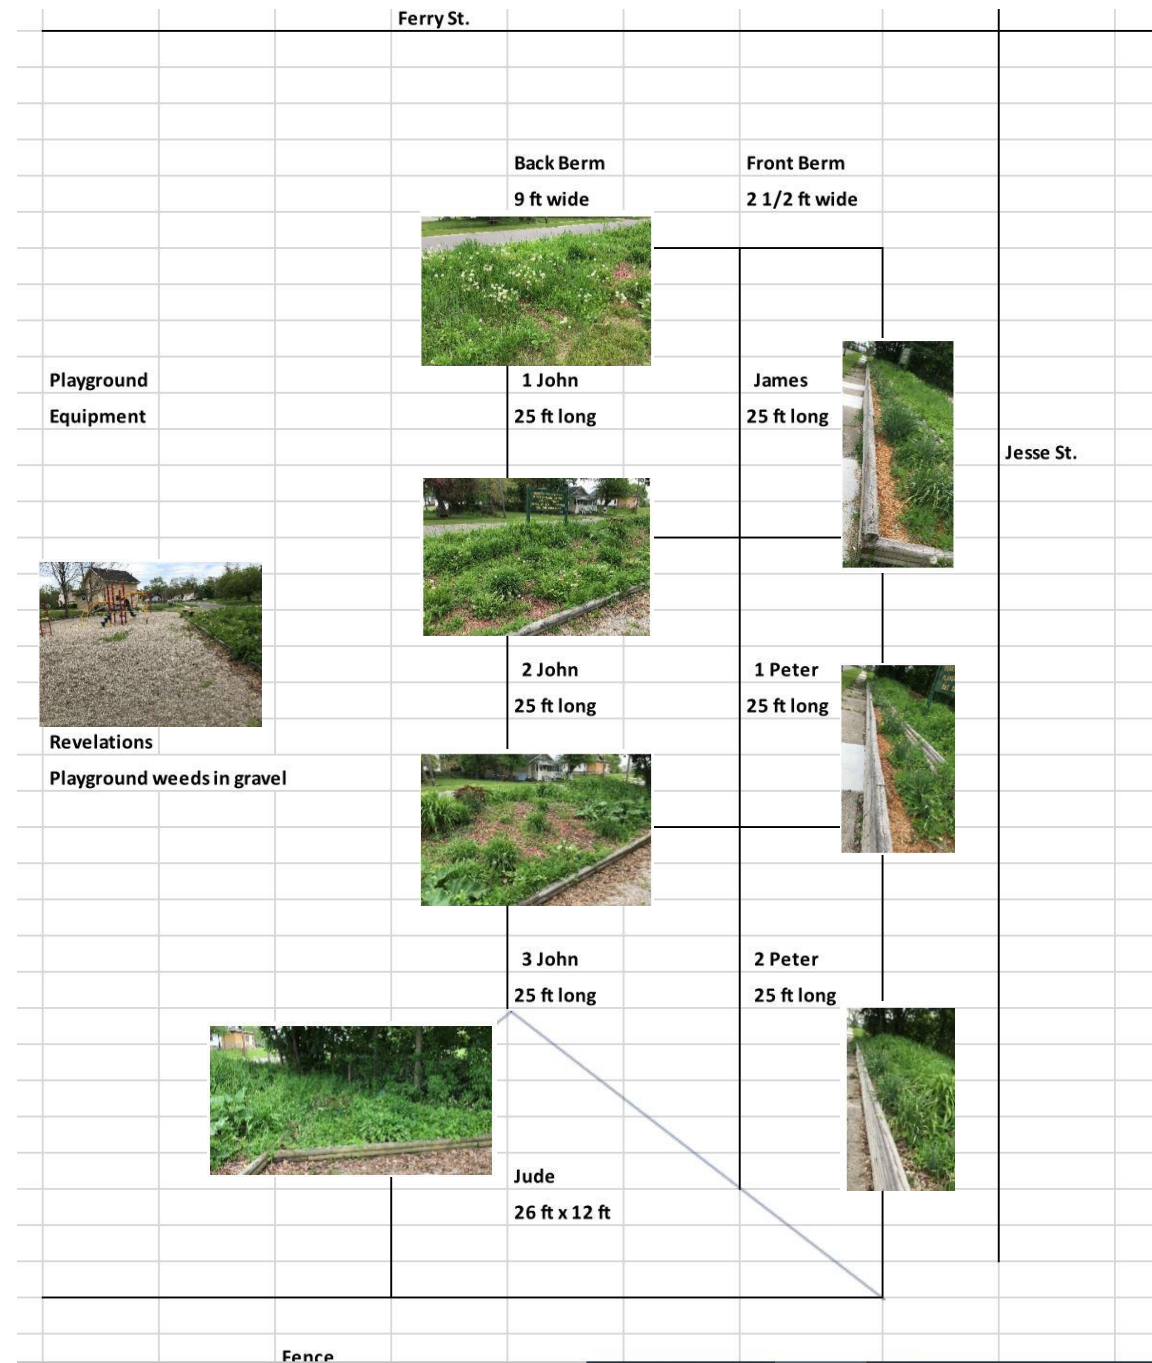 Ferry St.
Back Berm
Front Berm
9 ft wide
2 1/2 ft wide
Playground
1 John
James
Equipment
25 ft long
25 ft long
Jesse St.
2 John
1 Peter
25 ft long
25 ft long
Revelations
Playground weeds in gravel
3 John
2 Peter
25 ft long
25 ft long
Jude
26 ft x 12 ft
Fence